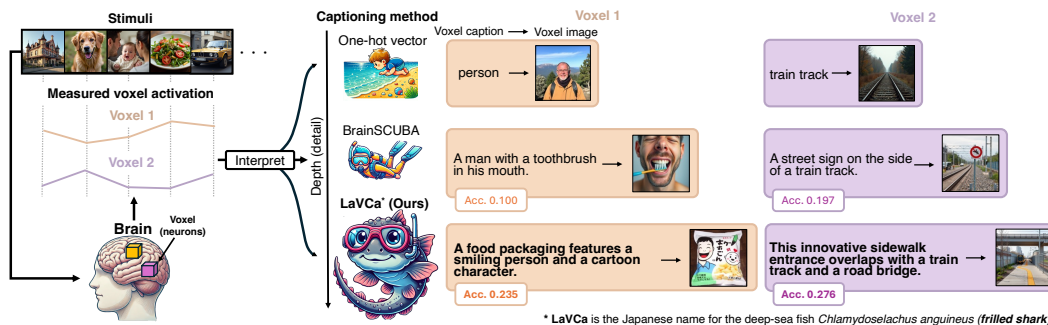 Stimuli
. . .
Measured voxel activation
Voxel 1
Voxel 2
Brain
Voxel
(neurons)
Interpret
Depth (detail)
Captioning method
One-hot vector
BrainSCUBA
LaVCa* (Ours)
Voxel 1
Voxel caption → Voxel image
person
A man with a toothbrush
in his mouth.
Acc. 0.100
A food packaging features a
smiling person and a cartoon
character.
Acc. 0.235
Voxel 2
train track
A street sign on the side
of a train track.
Acc. 0.197
This innovative sidewalk
entrance overlaps with a train
track and a road bridge.
Acc. 0.276
* LaVCa is the Japanese name for the deep-sea fish Chlamydoselachus anguineus (frilled shark)